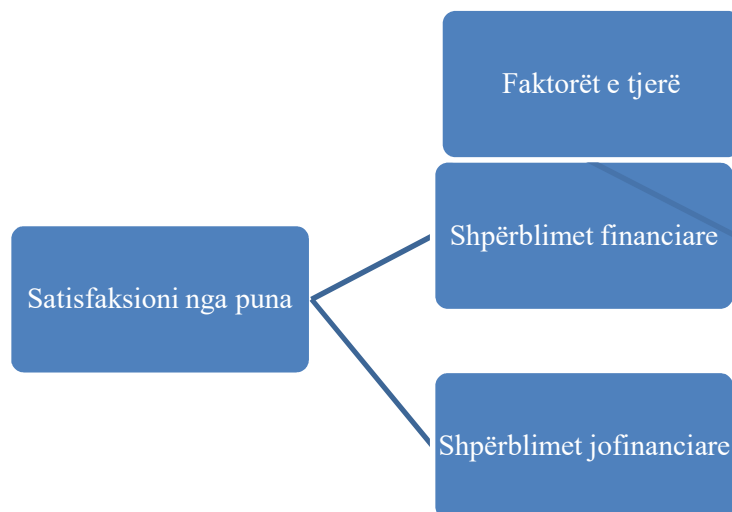 Faktorët e tjerë
Shpërblimet financiare
Satisfaksioni nga puna
Shpërblimet jofinanciare